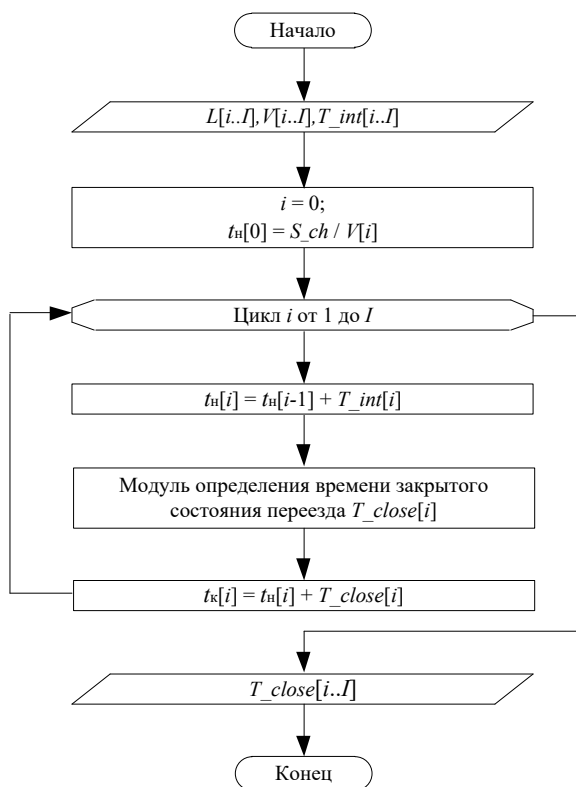 Начало
L[i..I],V[i..I],T_int[i..I]
i = 0;
tн[0] = S_ch / V[i]
Цикл i от 1 до I
tн[i] = tн[i-1] + T_int[i]
Модуль определения времени закрытого
состояния переезда T_close[i]
tк[i] = tн[i] + T_close[i]
T_close[i..I]
Конец